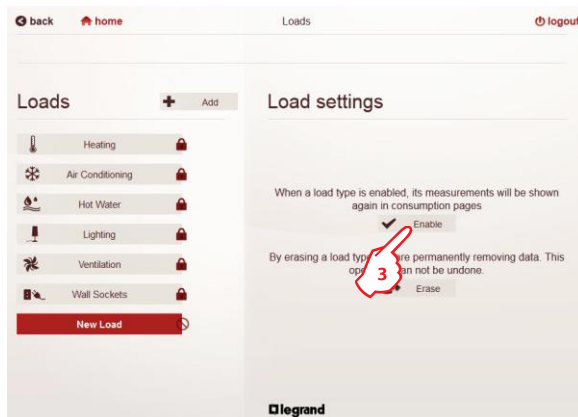 back home Loads logout
Loads Add Load settings
Heating
Air Conditioning
Hot Water
Lighting
Ventilation
Wall Sockets
New Load
When a load type is enabled, its measurements will be shown
again in consumption pages
Enable
By erasing a load type are permanently removing data. This
can not be undone.
3
Erase
legrand